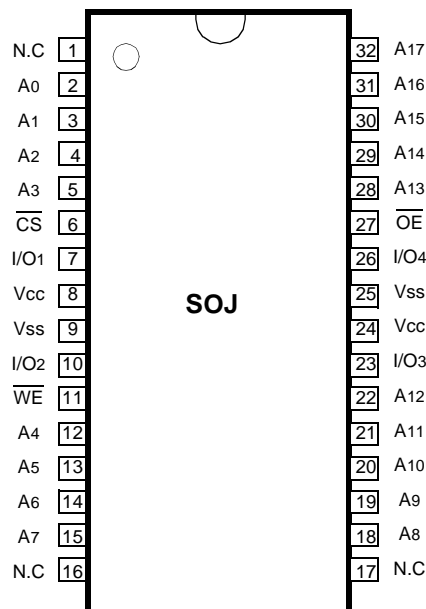 N.C 1 32 A17
A0 2 31 A16
A1 3 30 A15
A2 4 29 A14
A3 5 28 A13
CS 6 27 OE
I/O1 7 26 I/O4
Vcc 8 25 Vss
SOJ
Vss 9 24 Vcc
I/O2 10 23 I/O3
WE 11 22 A12
A4 12 21 A11
A5 13 20 A10
A6 14 19 A9
A7 15 18 A8
N.C 16 17 N.C